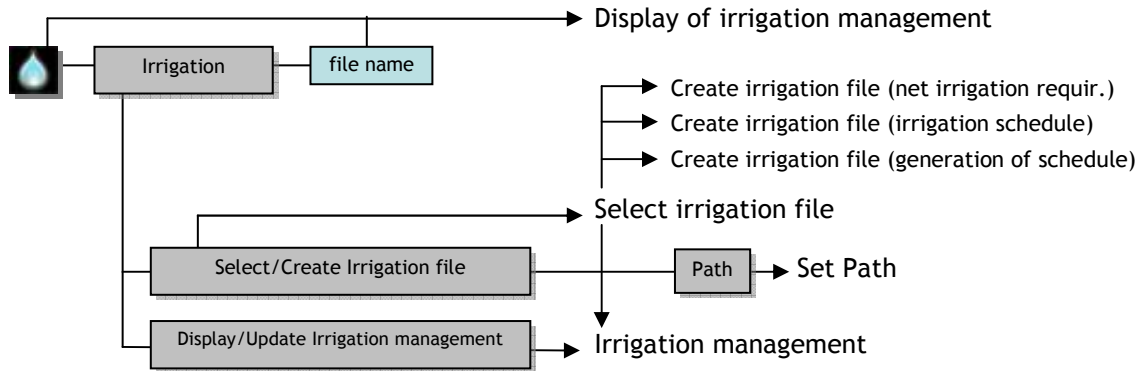 Display of irrigation management
Irrigation
file name
Create irrigation file (net irrigation requir.)
Create irrigation file (irrigation schedule)
Create irrigation file (generation of schedule)
Select irrigation file
Select/Create Irrigation file
Path
Set Path
Display/Update Irrigation management
Irrigation management